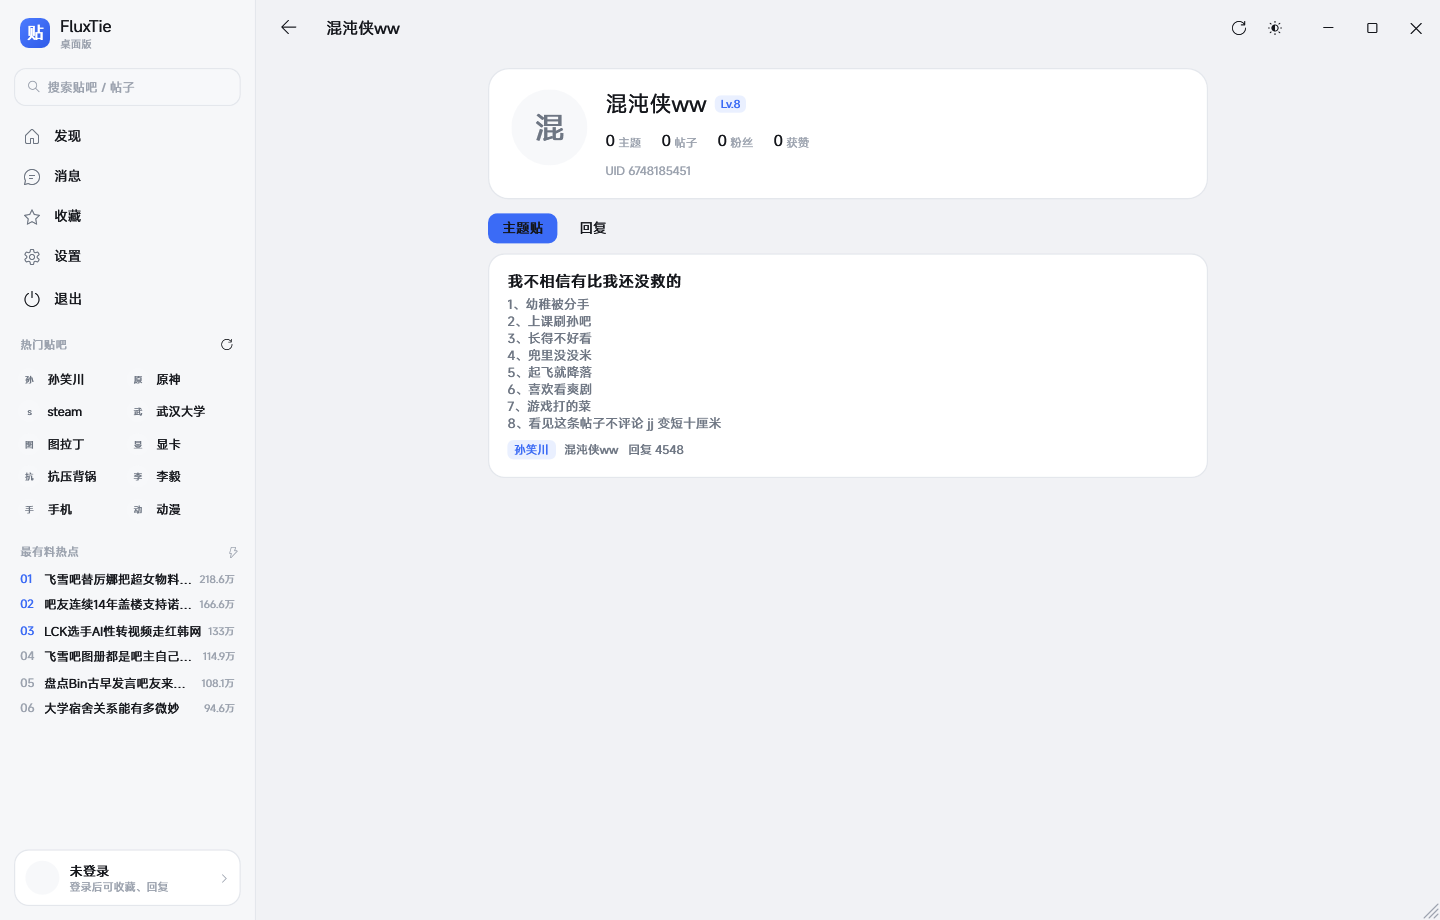 贴 FluxTie
桌面版
搜索贴吧 / 帖子
发现
消息
收藏
设置
退出
热门贴吧
孙 孙笑川
原 原神
s steam
武 武汉大学
图 图拉丁
显 显卡
抗 抗压背锅
李 李毅
手 手机
动 动漫
最有料热点
01 飞雪吧替厉娜把超女物料... 218.6万
02 吧友连续14年盖楼支持诺... 166.6万
03 LCK选手AI性转视频走红韩网 133万
04 飞雪吧图册都是吧主自己... 114.9万
05 盘点Bin古早发言吧友来... 108.1万
06 大学宿舍关系能有多微妙 94.6万
未登录
登录后可收藏、回复
混沌侠ww
混
混沌侠ww Lv.8
0 主题 0 帖子 0 粉丝 0 获赞
UID 6748185451
主题贴 回复
我不相信有比我还没救的
1、幼稚被分手
2、上课刷孙吧
3、长得不好看
4、兜里没没米
5、起飞就降落
6、喜欢看爽剧
7、游戏打的菜
8、看见这条帖子不评论 jj 变短十厘米
孙笑川 混沌侠ww 回复 4548